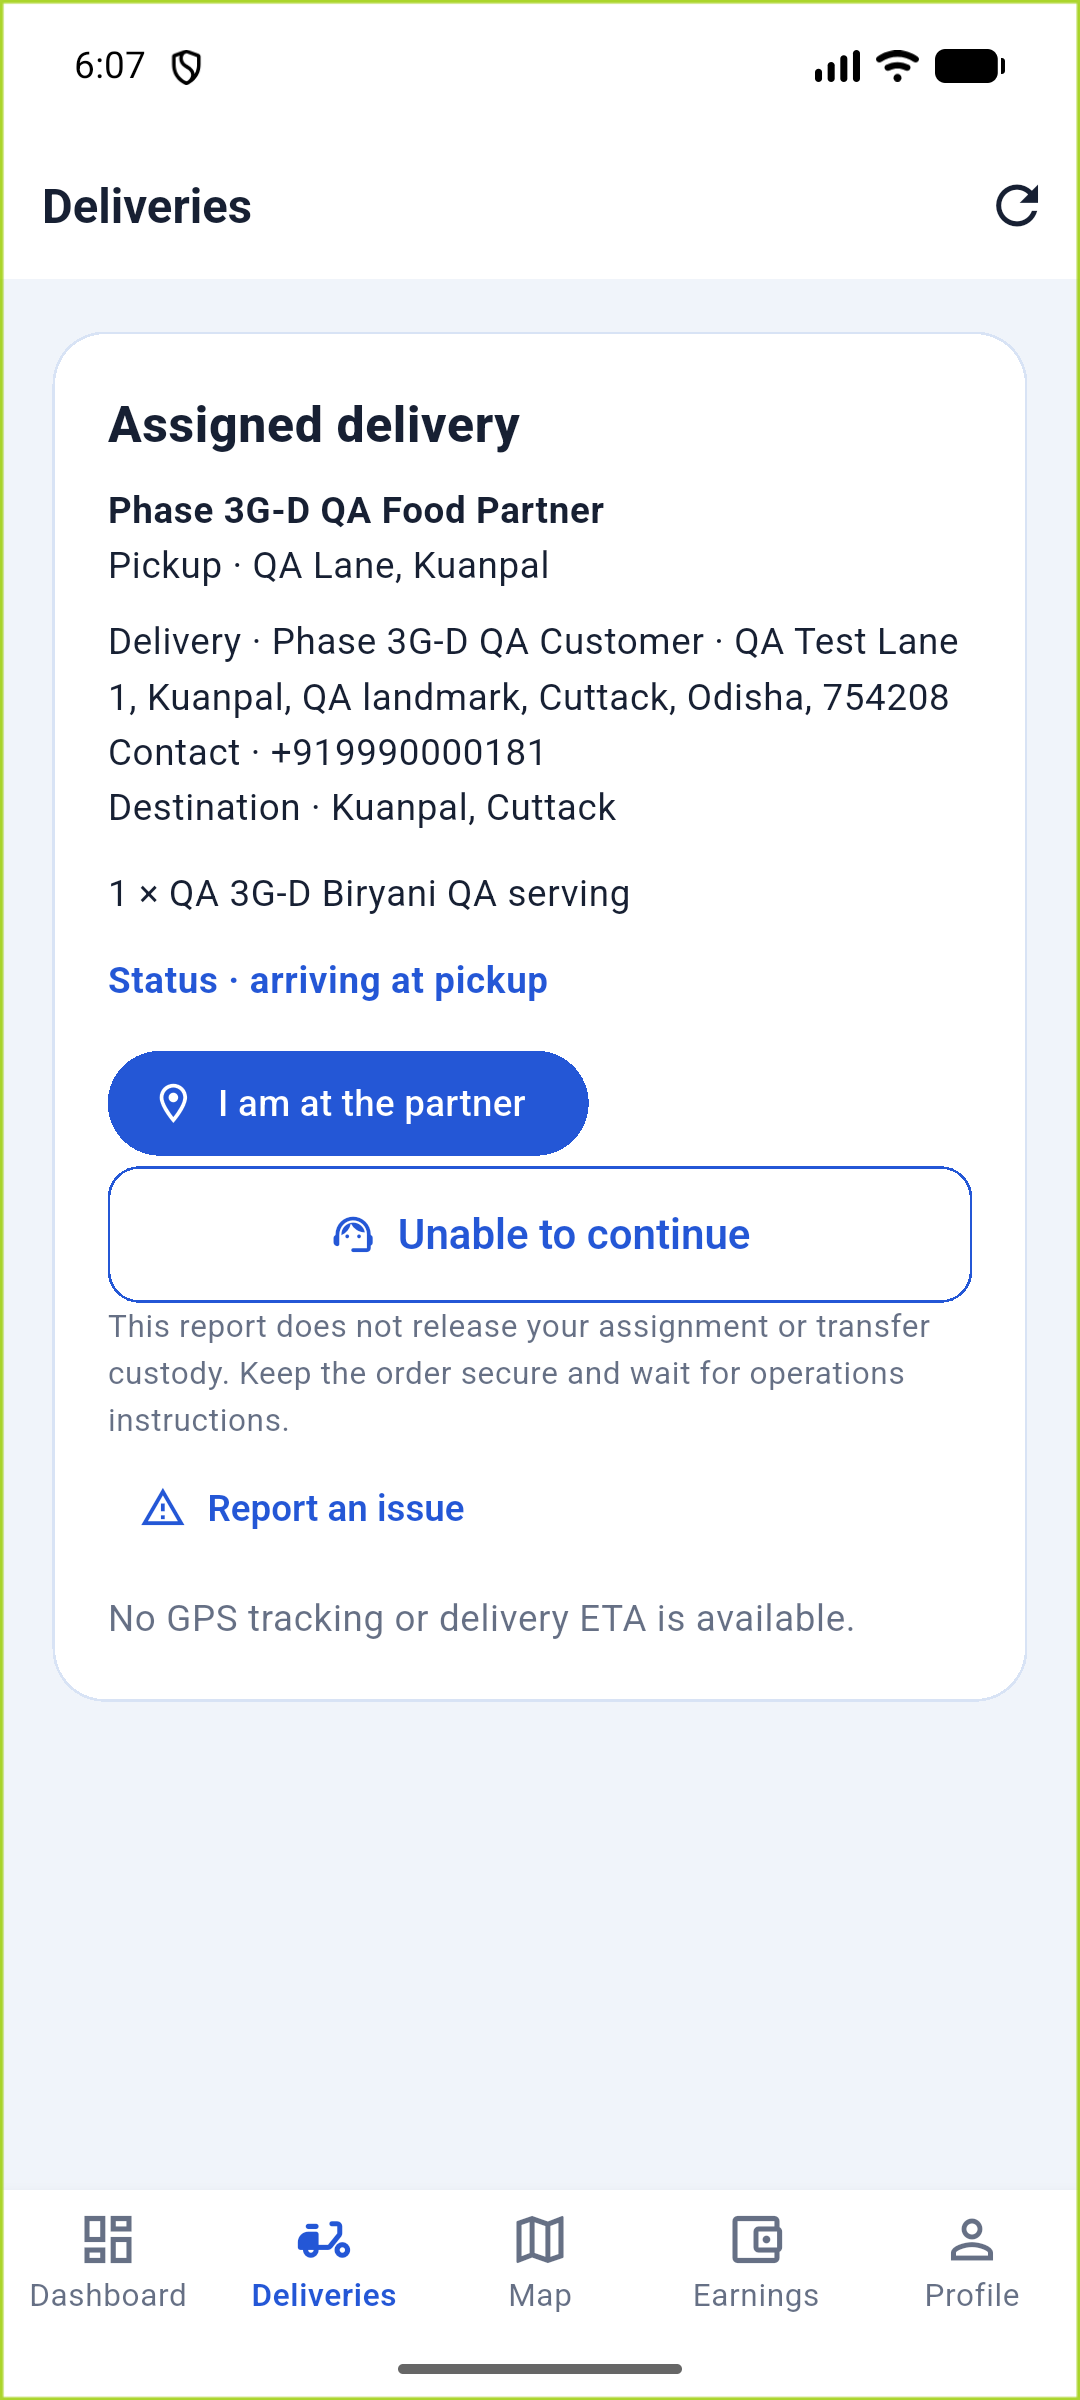 6:07
Deliveries
Assigned delivery
Phase 3G-D QA Food Partner
Pickup · QA Lane, Kuanpal
Delivery · Phase 3G-D QA Customer · QA Test Lane
1, Kuanpal, QA landmark, Cuttack, Odisha, 754208
Contact · +919990000181
Destination · Kuanpal, Cuttack
1 × QA 3G-D Biryani QA serving
Status · arriving at pickup
I am at the partner
Unable to continue
This report does not release your assignment or transfer
custody. Keep the order secure and wait for operations
instructions.
Report an issue
No GPS tracking or delivery ETA is available.
Dashboard
Deliveries
Map
Earnings
Profile